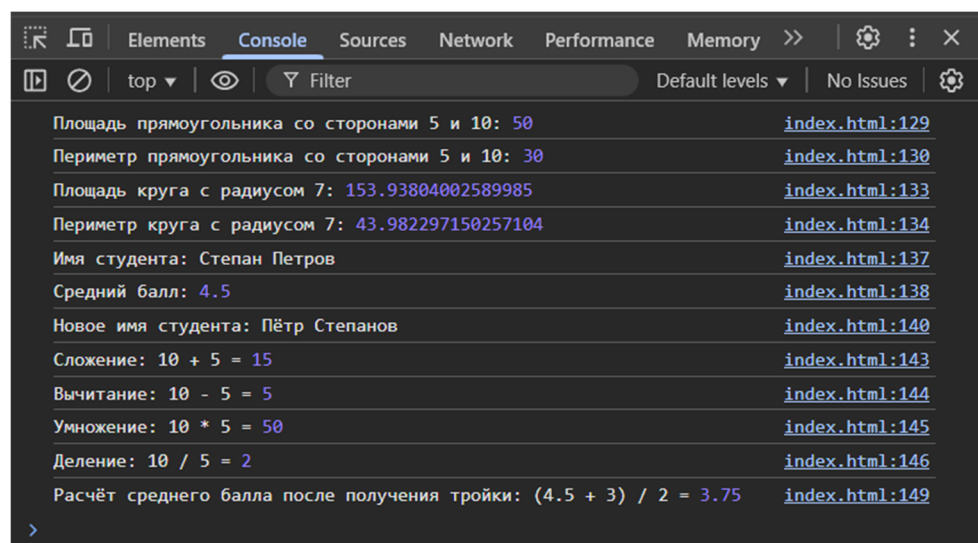 Elements Console Sources Network Performance Memory
top Filter Default levels No Issues
Площадь прямоугольника со сторонами 5 и 10: 50 index.html:129
Периметр прямоугольника со сторонами 5 и 10: 30 index.html:130
Площадь круга с радиусом 7: 153.93804002589985 index.html:133
Периметр круга с радиусом 7: 43.982297150257104 index.html:134
Имя студента: Степан Петров index.html:137
Средний балл: 4.5 index.html:138
Новое имя студента: Пётр Степанов index.html:140
Сложение: 10 + 5 = 15 index.html:143
Вычитание: 10 - 5 = 5 index.html:144
Умножение: 10 * 5 = 50 index.html:145
Деление: 10 / 5 = 2 index.html:146
Расчёт среднего балла после получения тройки: (4.5 + 3) / 2 = 3.75 index.html:149